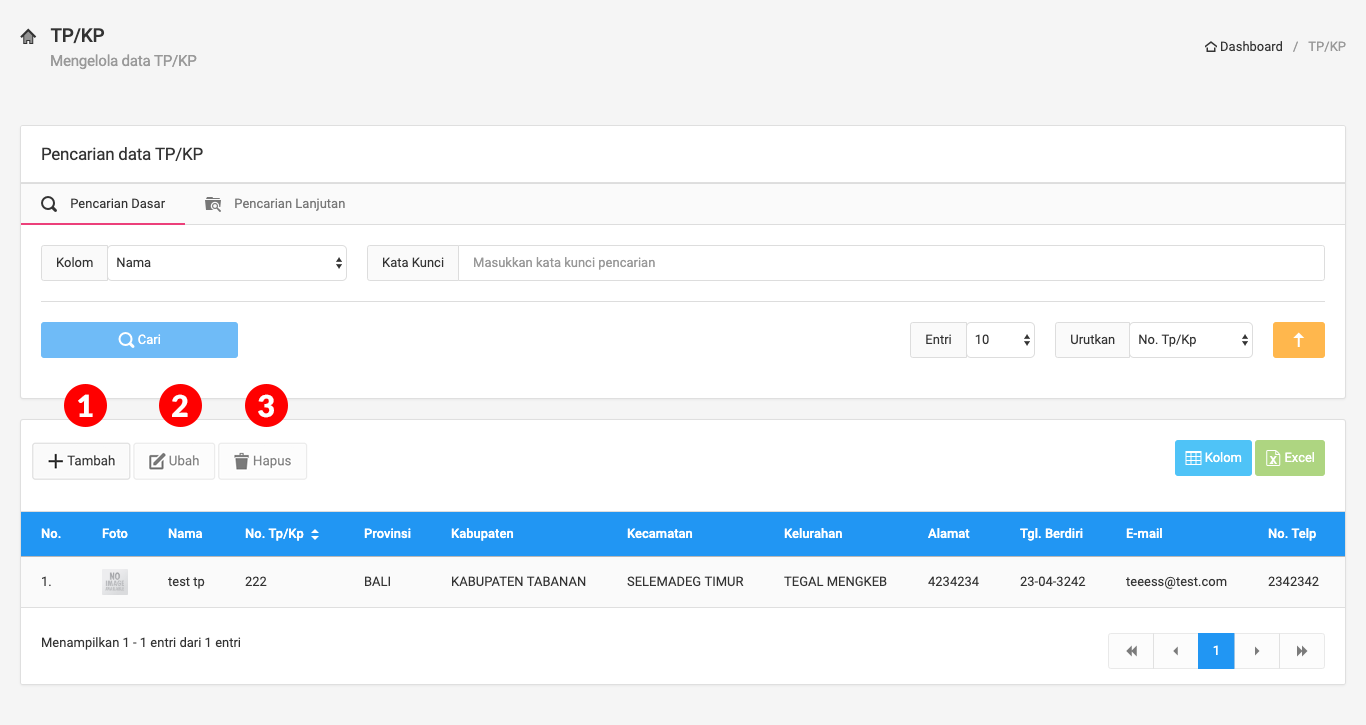 TP/KP
Mengelola data TP/KP
Dashboard / TP/KP
Pencarian data TP/KP
Pencarian Dasar Pencarian Lanjutan
Kolom Nama Kata Kunci Masukkan kata kunci pencarian
Cari Entri 10 Urutkan No. Tp/Kp
1 2 3
Tambah Ubah Hapus Kolom Excel
No. Foto Nama No. Tp/Kp Provinsi Kabupaten Kecamatan Kelurahan Alamat Tgl. Berdiri E-mail No. Telp
1. NO IMAGE test tp 222 BALI KABUPATEN TABANAN SELEMADEG TIMUR TEGAL MENGKEB 4234234 23-04-3242 teeess@test.com 2342342
Menampilkan 1 - 1 entri dari 1 entri 1